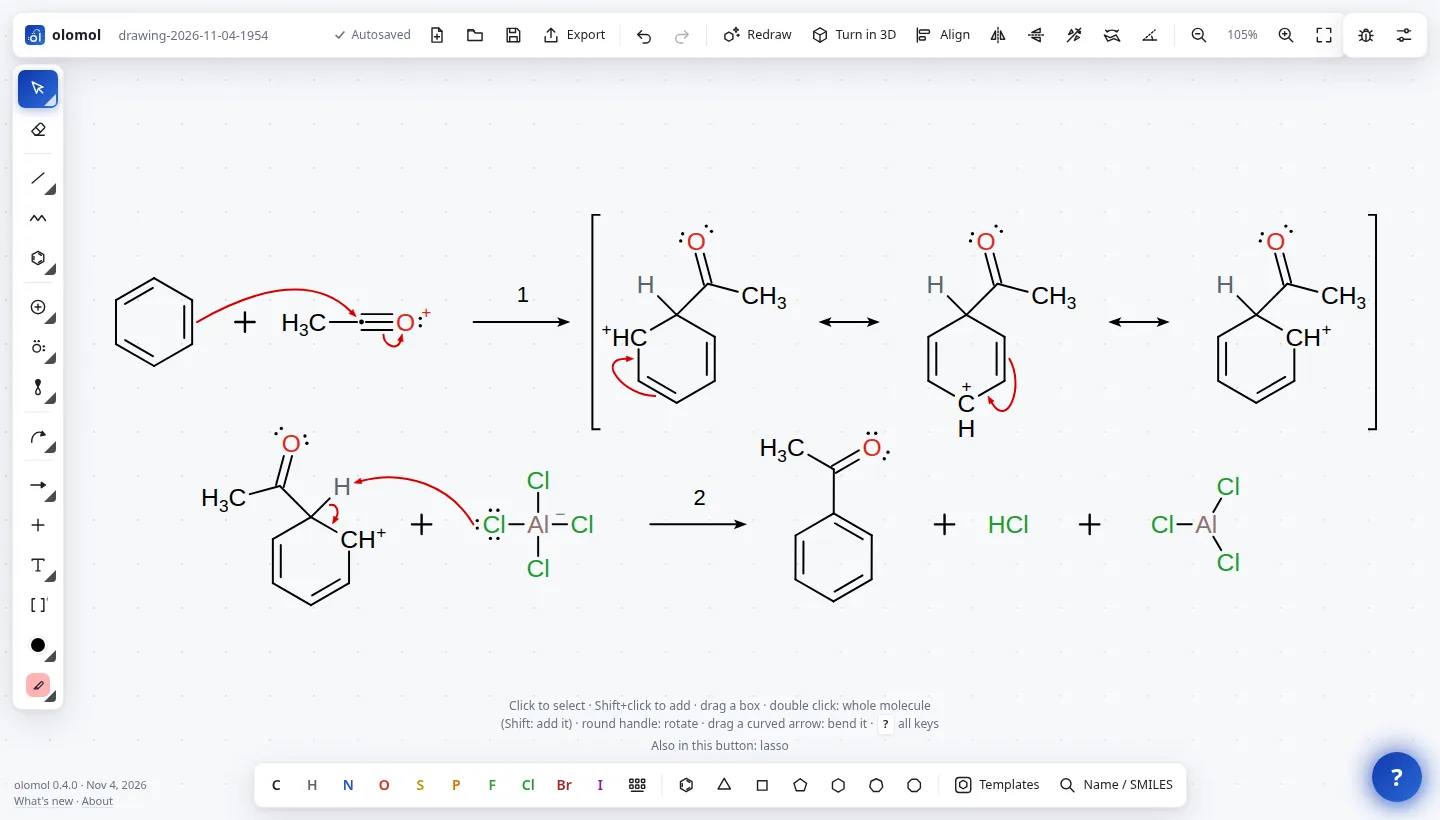 olomol drawing-2026-11-04-1954 Autosaved Export Redraw Turn in 3D Align 105%
O
H
CH3
+HC
O
H
CH3
+
C
H
O
H
CH3
CH+
H3C O+
1
O
H3C
H
CH+
Cl
Cl Al − Cl
Cl
2
H3C O
HCl
Cl
Cl Al
Cl
T
Click to select · Shift+click to add · drag a box · double click: whole molecule
(Shift: add it) · round handle: rotate · drag a curved arrow: bend it · ? all keys
Also in this button: lasso
C H N O S P F Cl Br I Templates Name / SMILES
?
olomol 0.4.0 · Nov 4, 2026
What's new · About